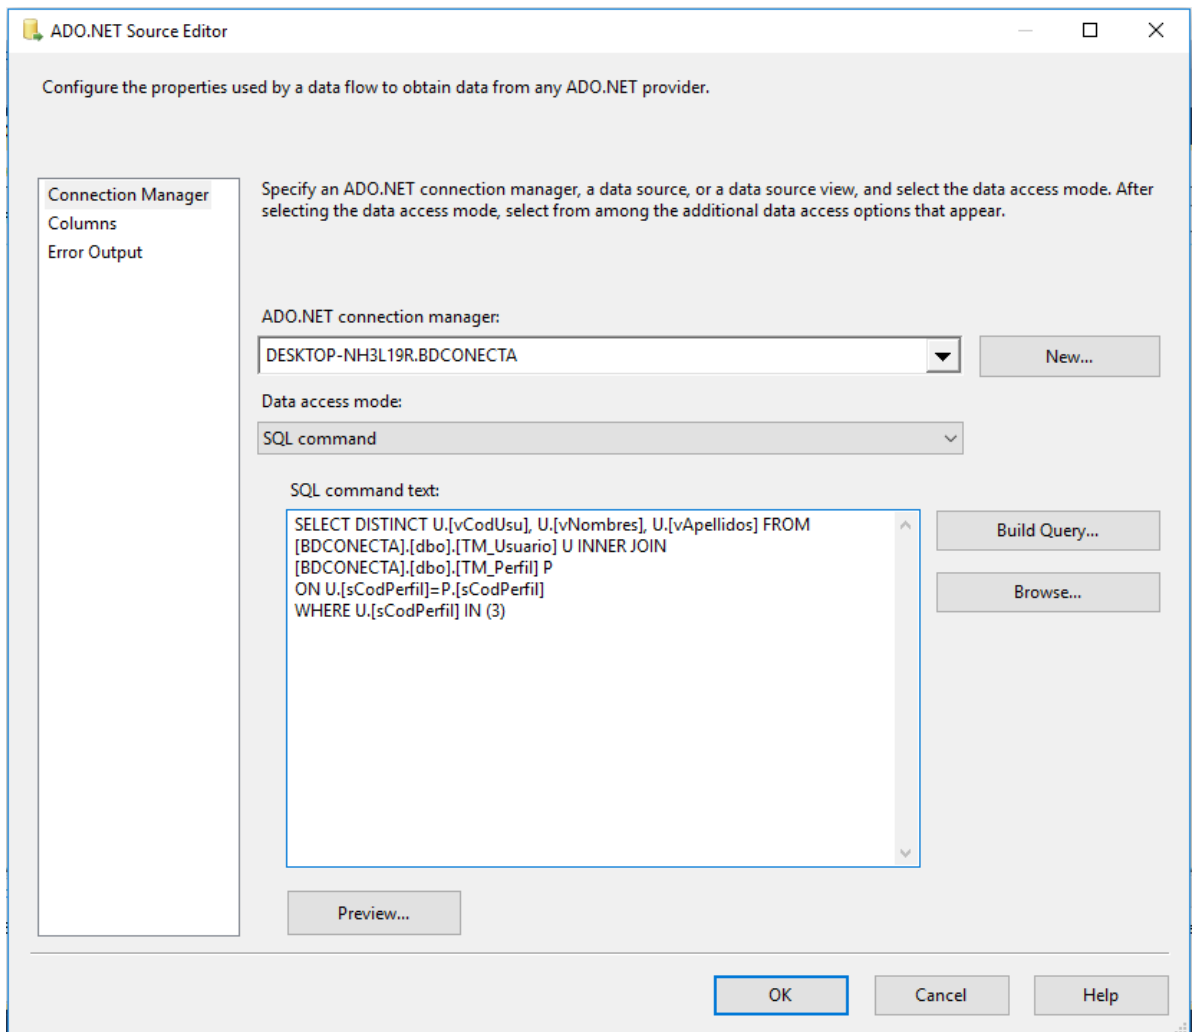 ADO.NET Source Editor
Configure the properties used by a data flow to obtain data from any ADO.NET provider.
Connection Manager
Columns
Error Output
Specify an ADO.NET connection manager, a data source, or a data source view, and select the data access mode. After
selecting the data access mode, select from among the additional data access options that appear.
ADO.NET connection manager:
DESKTOP-NH3L19R.BDCONECTA
New...
Data access mode:
SQL command
SQL command text:
SELECT DISTINCT U.[vCodUsu], U.[vNombres], U.[vApellidos] FROM
[BDCONECTA].[dbo].[TM_Usuario] U INNER JOIN
[BDCONECTA].[dbo].[TM_Perfil] P
ON U.[sCodPerfil]=P.[sCodPerfil]
WHERE U.[sCodPerfil] IN (3)
Build Query...
Browse...
Preview...
OK
Cancel
Help